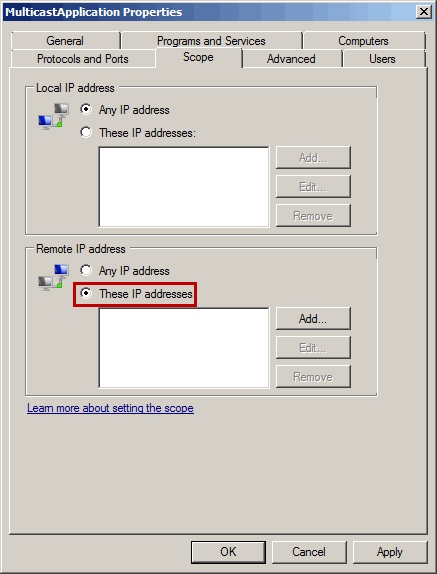 MulticastApplication Properties
General
Programs and Services
Computers
Protocols and Ports
Scope
Advanced
Users
Local IP address
Any IP address
These IP addresses:
Add...
Edit...
Remove
Remote IP address
Any IP address
These IP addresses
Add...
Edit...
Remove
Learn more about setting the scope
OK
Cancel
Apply